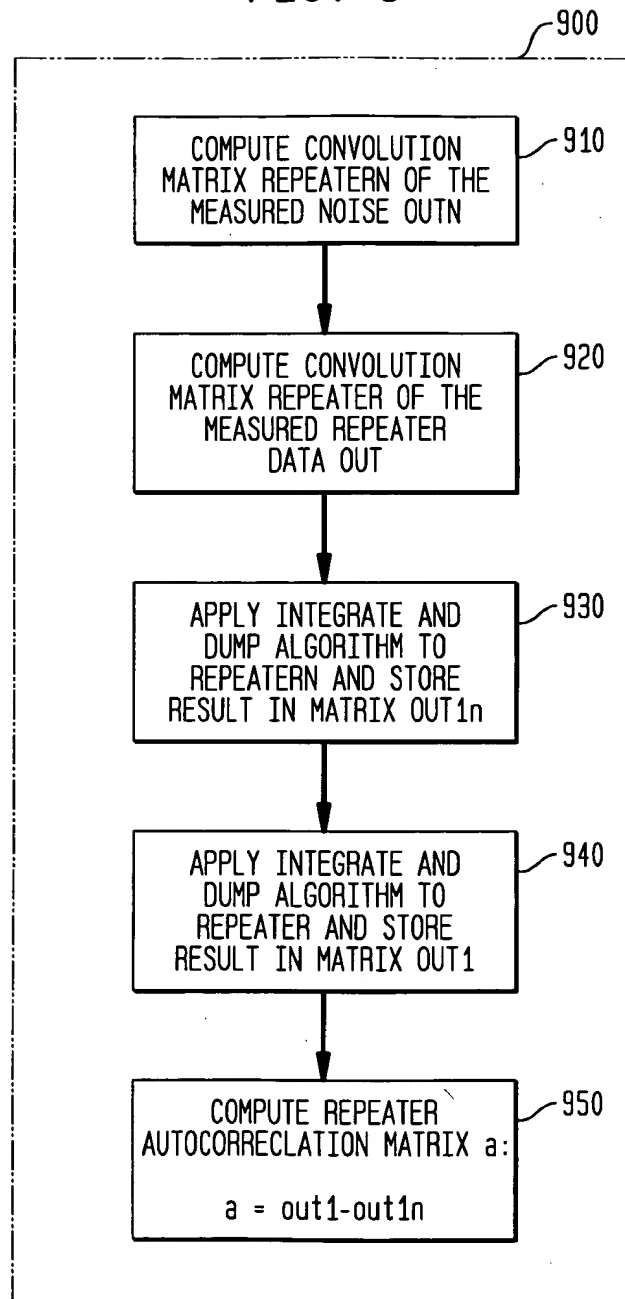 900
COMPUTE CONVOLUTION
MATRIX REPEATERN OF THE
MEASURED NOISE OUTN
910
COMPUTE CONVOLUTION
MATRIX REPEATER OF THE
MEASURED REPEATER
DATA OUT
920
APPLY INTEGRATE AND
DUMP ALGORITHM TO
REPEATERN AND STORE
RESULT IN MATRIX OUT1n
930
APPLY INTEGRATE AND
DUMP ALGORITHM TO
REPEATER AND STORE
RESULT IN MATRIX OUT1
940
COMPUTE REPEATER
AUTOCORRECLATION MATRIX a:
a = out1-out1n
950